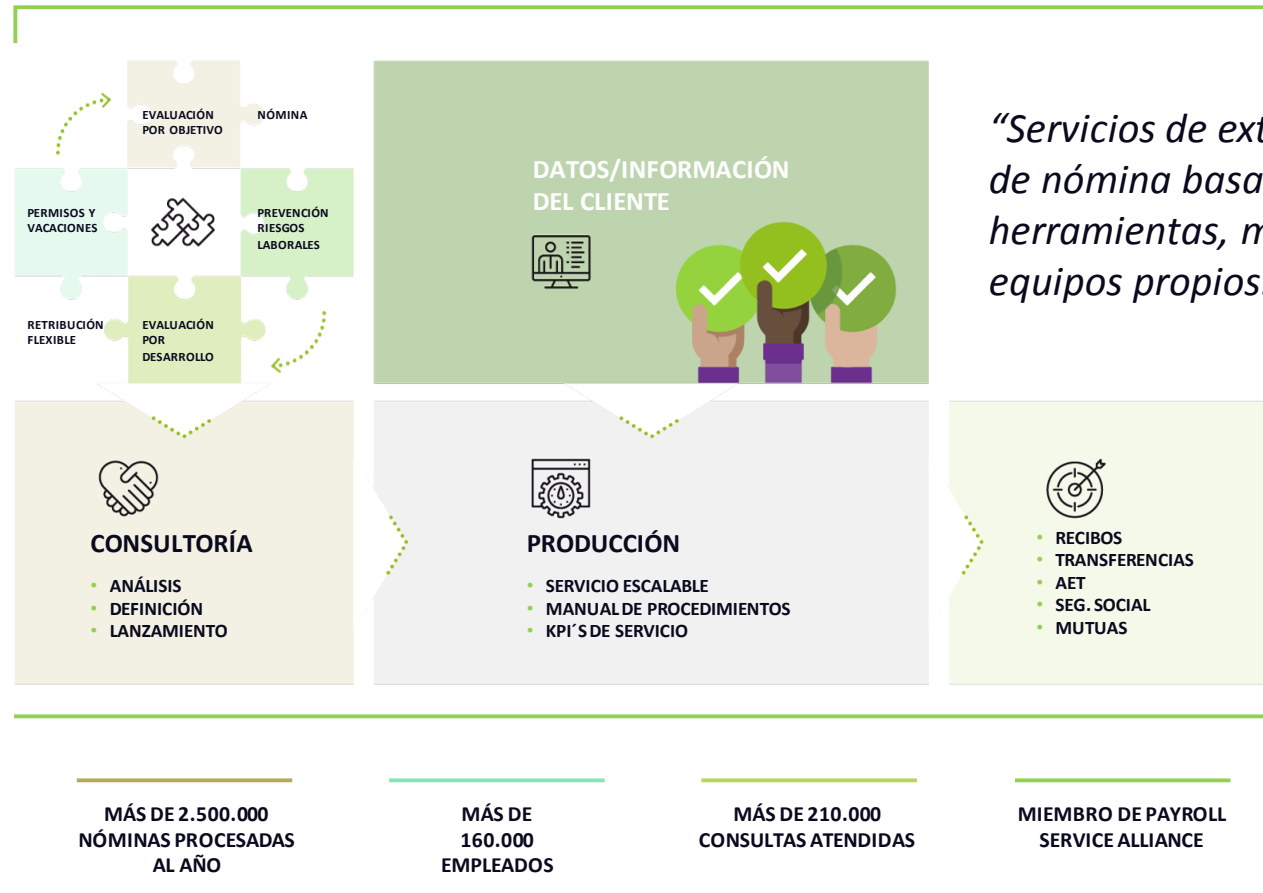 EVALUACIÓN
POR OBJETIVO
NÓMINA
PERMISOS Y
VACACIONES
PREVENCIÓN
RIESGOS
LABORALES
RETRIBUCIÓN
FLEXIBLE
EVALUACIÓN
POR
DESARROLLO
DATOS/INFORMACIÓN
DEL CLIENTE
“Servicios de
de nómina
herramientas,
equipos propios
CONSULTORÍA
• ANÁLISIS
• DEFINICIÓN
• LANZAMIENTO
PRODUCCIÓN
• SERVICIO ESCALABLE
• MANUAL DE PROCEDIMIENTOS
• KPI´S DE SERVICIO
• RECIBOS
• TRANSFERENCIAS
• AET
• SEG. SOCIAL
• MUTUAS
MÁS DE 2.500.000
NÓMINAS PROCESADAS
AL AÑO
MÁS DE
160.000
EMPLEADOS
MÁS DE 210.000
CONSULTAS ATENDIDAS
MIEMBRO DE PAYROLL
SERVICE ALLIANCE